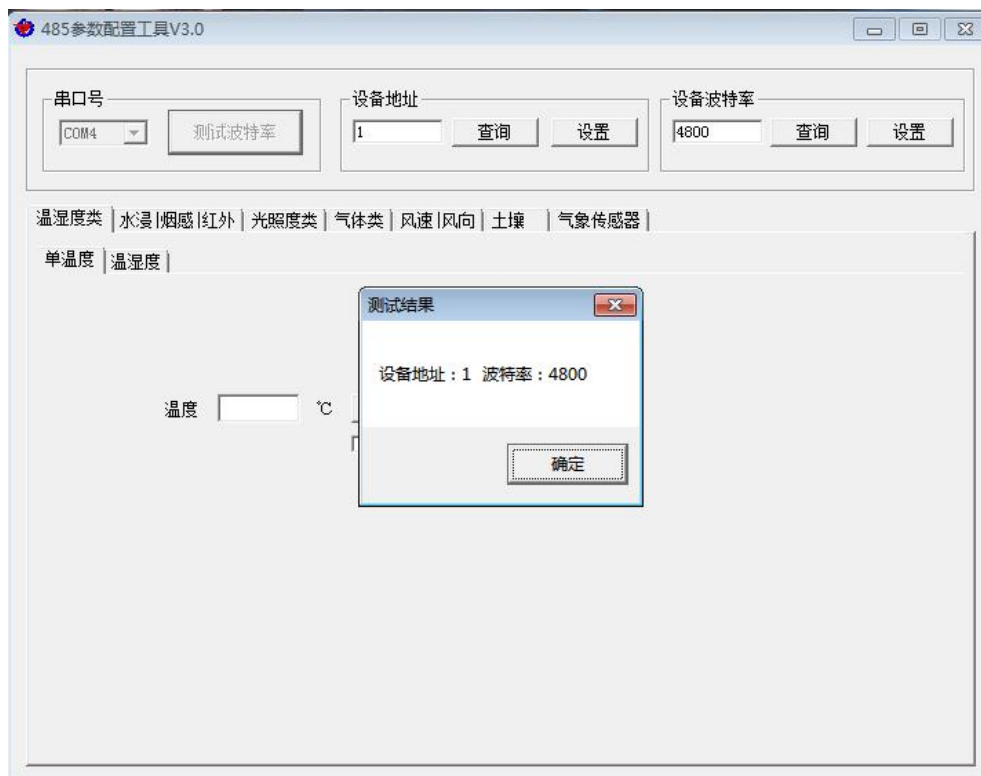 485参数配置工具V3.0
串口号
设备地址
设备波特率
COM4
测试波特率
1
查询
设置
4800
查询
设置
温湿度类
水浸|烟感|红外
光照度类
气体类
风速|风向
土壤
气象传感器
单温度
温湿度
测试结果
设备地址：1 波特率：4800
温度
℃
确定